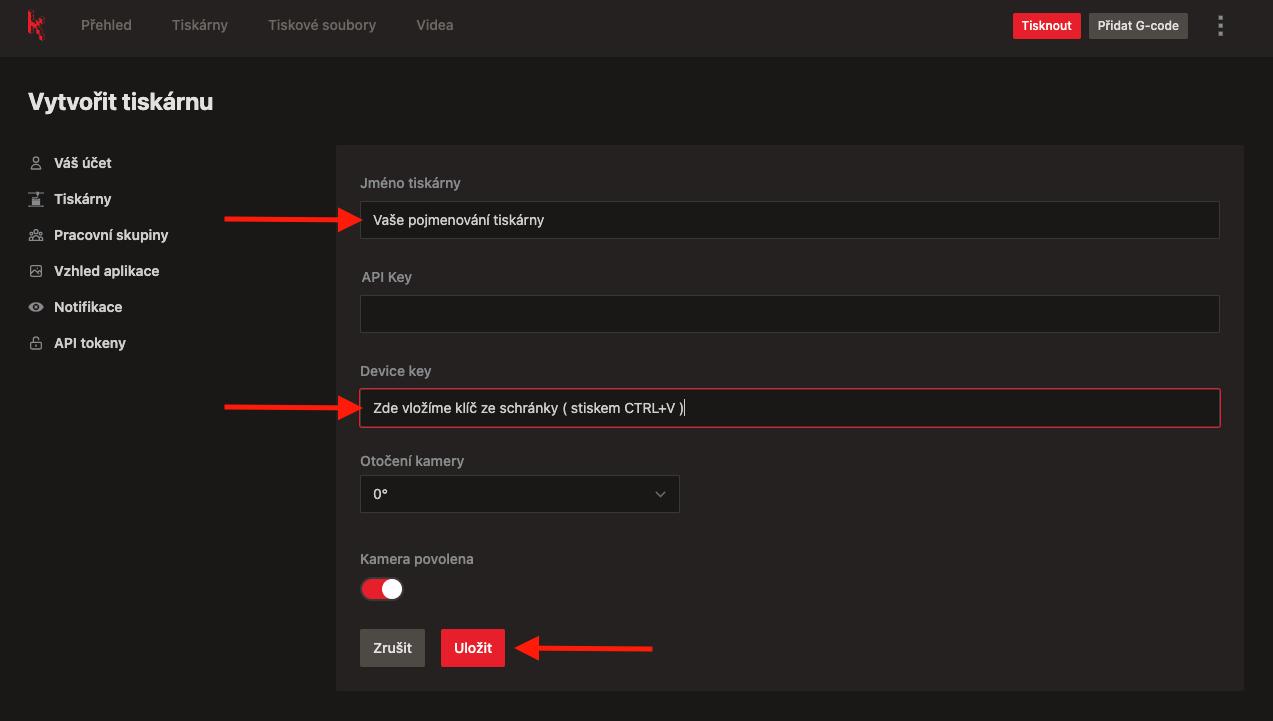 Přehled
Tiskárny
Tiskové soubory
Videa
Tisknout
Přidat G-code
Vytvořit tiskárnu
Váš účet
Tiskárny
Pracovní skupiny
Vzhled aplikace
Notifikace
API tokeny
Jméno tiskárny
Vaše pojmenování tiskárny
API Key
Device key
Zde vložíme klíč ze schránky ( stiskem CTRL+V )
Otočení kamery
0°
Kamera povolena
Zrušit
Uložit